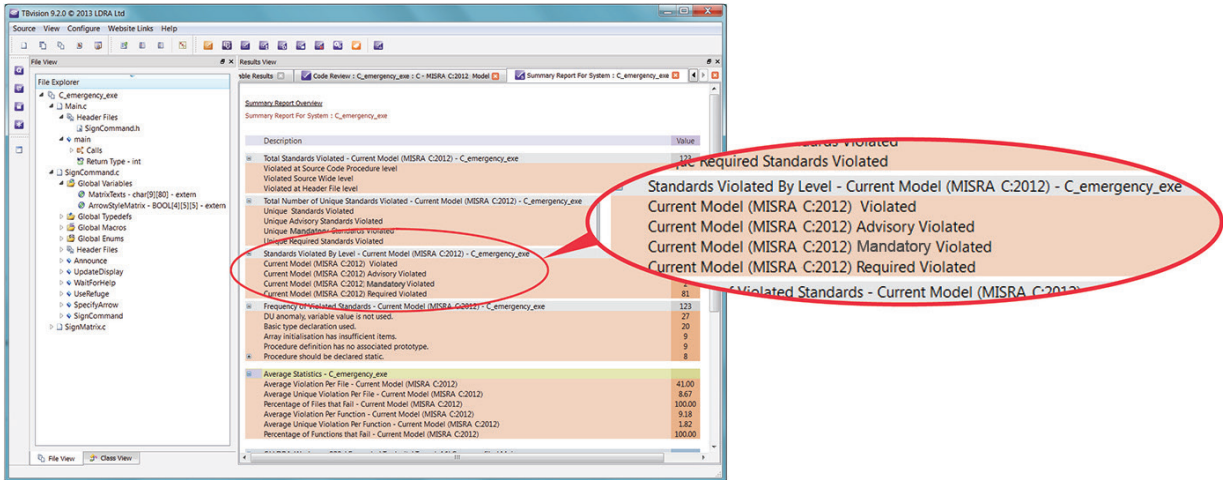 TBvision 9.2.0 © 2013 LDRA Ltd
Source View Configure Website Links Help
File View
File Explorer
C_emergency_exe
Main.c
Header Files
SignCommand.h
main
Calls
Return Type - int
SignCommand.c
Global Variables
MatrixTexts - char[9][80] - extern
ArrowStyleMatrix - BOOL[4][5][5] - extern
Global Typedefs
Global Macros
Global Enums
Header Files
Announce
UpdateDisplay
WaitForHelp
UseRefuge
SpecifyArrow
SignCommand
SignMatrix.c
File View Class View
Results View
Results Code Review : C_emergency_exe : C - MISRA C:2012 Model Summary Report For System : C_emergency_exe
Summary Report Overview
Summary Report For System : C_emergency_exe
Description Value
Total Standards Violated - Current Model (MISRA C:2012) - C_emergency_exe 123
Violated at Source Code Procedure level
Violated Source Wide level
Violated at Header File level
Total Number of Unique Standards Violated - Current Model (MISRA C:2012) - C_emergency_exe
Unique Standards Violated
Unique Advisory Standards Violated
Unique Mandatory Standards Violated
Unique Required Standards Violated
Standards Violated By Level - Current Model (MISRA C:2012) - C_emergency_exe
Current Model (MISRA C:2012) Violated
Current Model (MISRA C:2012) Advisory Violated
Current Model (MISRA C:2012) Mandatory Violated
Current Model (MISRA C:2012) Required Violated 81
Frequency of Violated Standards - Current Model (MISRA C:2012) - C_emergency_exe 123
DU anomaly, variable value is not used. 27
Basic type declaration used. 20
Array initialisation has insufficient items. 9
Procedure definition has no associated prototype. 9
Procedure should be declared static. 8
Average Statistics - C_emergency_exe
Average Violation Per File - Current Model (MISRA C:2012) 41.00
Average Unique Violation Per File - Current Model (MISRA C:2012) 8.67
Percentage of Files that Fail - Current Model (MISRA C:2012) 100.00
Average Violation Per Function - Current Model (MISRA C:2012) 9.18
Average Unique Violation Per Function - Current Model (MISRA C:2012) 1.82
Percentage of Functions that Fail - Current Model (MISRA C:2012) 100.00
Standards Violated
Required Standards Violated
Standards Violated By Level - Current Model (MISRA C:2012) - C_emergency_exe
Current Model (MISRA C:2012) Violated
Current Model (MISRA C:2012) Advisory Violated
Current Model (MISRA C:2012) Mandatory Violated
Current Model (MISRA C:2012) Required Violated
Violated Standards - Current Model (MISRA C:2012)